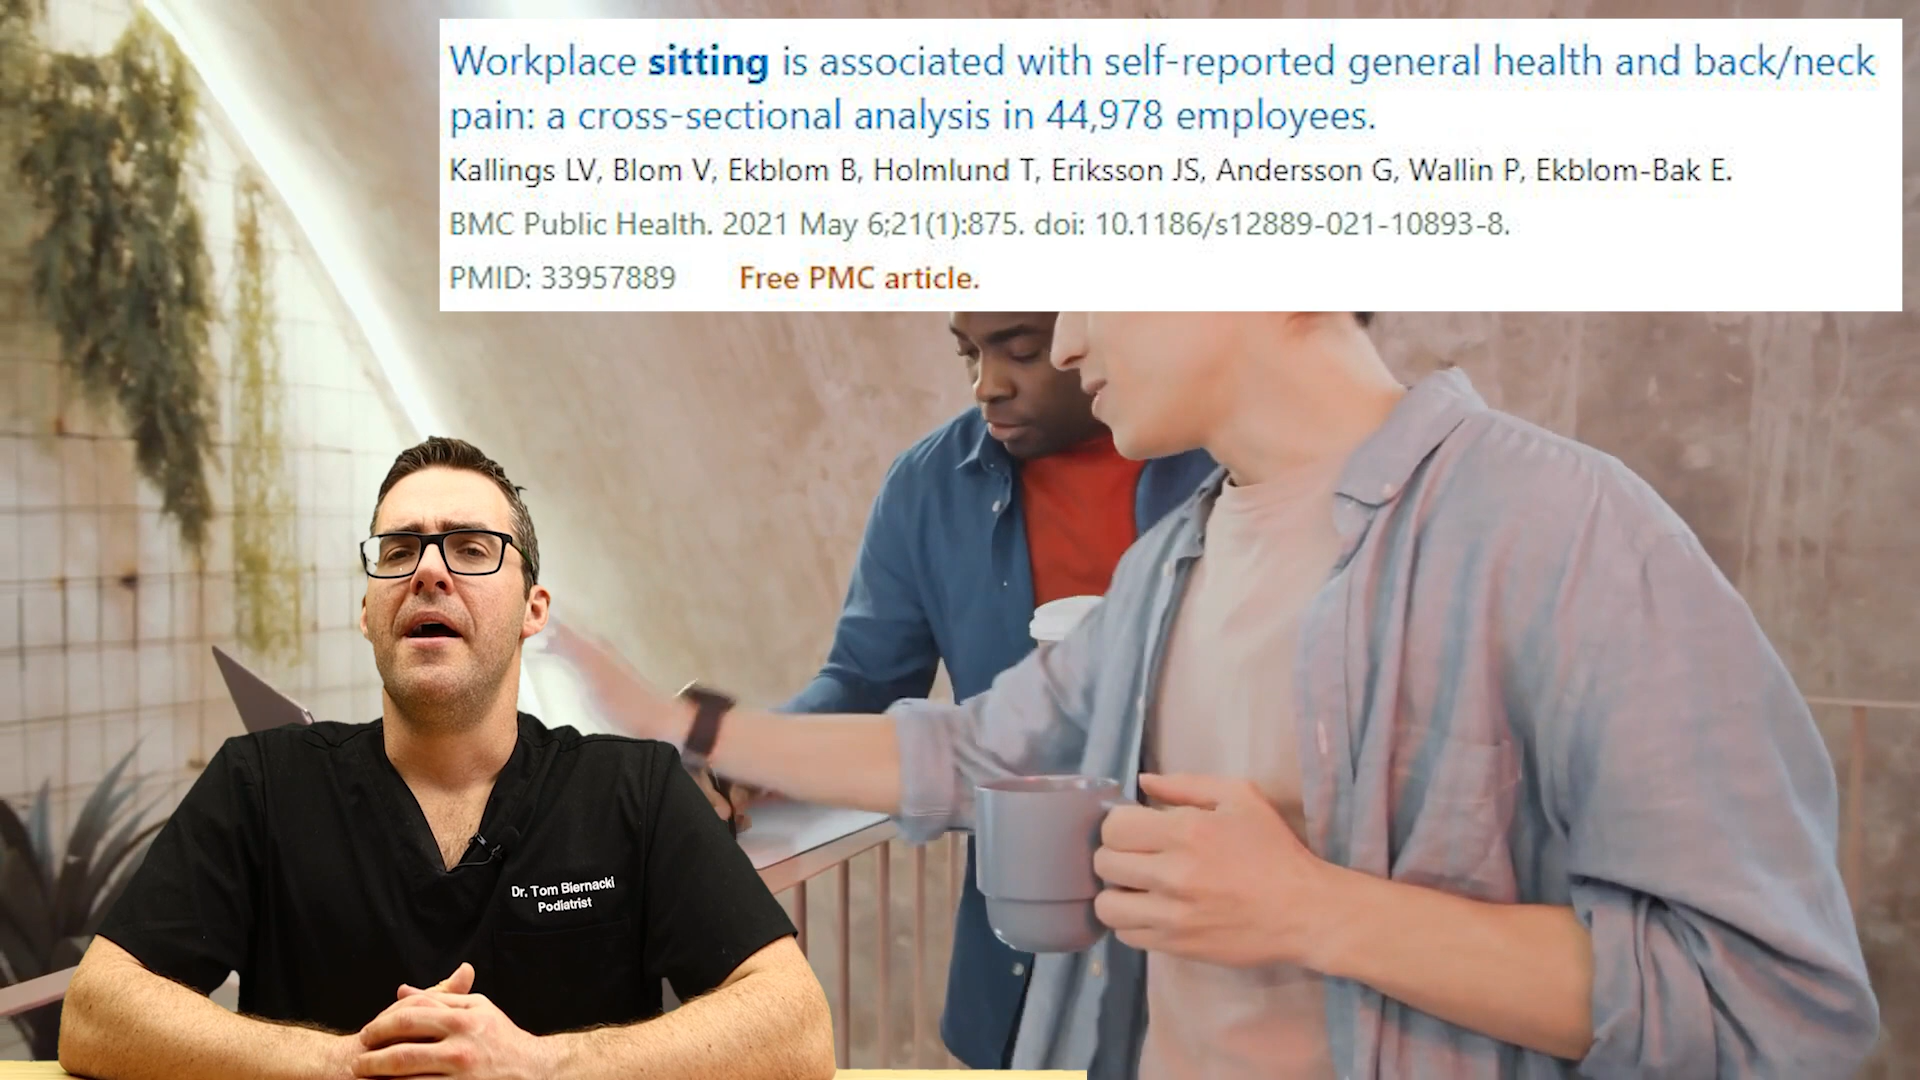 Workplace sitting is associated with self-reported general health and back/neck
pain: a cross-sectional analysis in 44,978 employees.
Kallings LV, Blom V, Ekblom B, Holmlund T, Eriksson JS, Andersson G, Wallin P, Ekblom-Bak E.
BMC Public Health. 2021 May 6;21(1):875. doi: 10.1186/s12889-021-10893-8.
PMID: 33957889 Free PMC article.
Dr. Tom Biernacki
Podiatrist